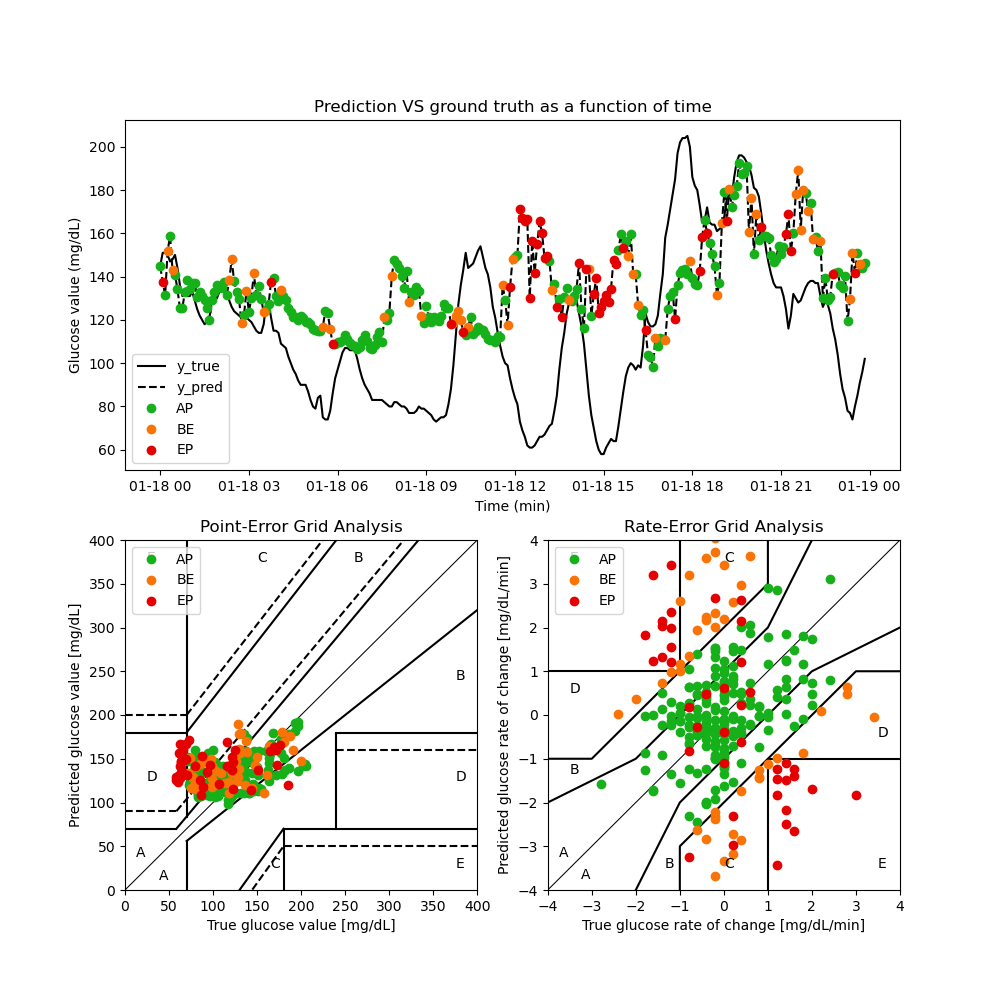 Prediction VS ground truth as a function of time
Glucose value (mg/dL)
200
180
160
140
120
100
80
60
y_true
y_pred
AP
BE
EP
01-18 00 01-18 03 01-18 06 01-18 09 01-18 12 01-18 15 01-18 18 01-18 21 01-19 00
Time (min)
Point-Error Grid Analysis
Predicted glucose value [mg/dL]
400
350
300
250
200
150
100
50
0
AP
BE
EP
C
B
B
D
D
A
A
C
E
0 50 100 150 200 250 300 350 400
True glucose value [mg/dL]
Rate-Error Grid Analysis
Predicted glucose rate of change [mg/dL/min]
4
3
2
1
0
−1
−2
−3
−4
AP
BE
EP
C
D
D
B
A
A
B
C
E
−4 −3 −2 −1 0 1 2 3 4
True glucose rate of change [mg/dL/min]